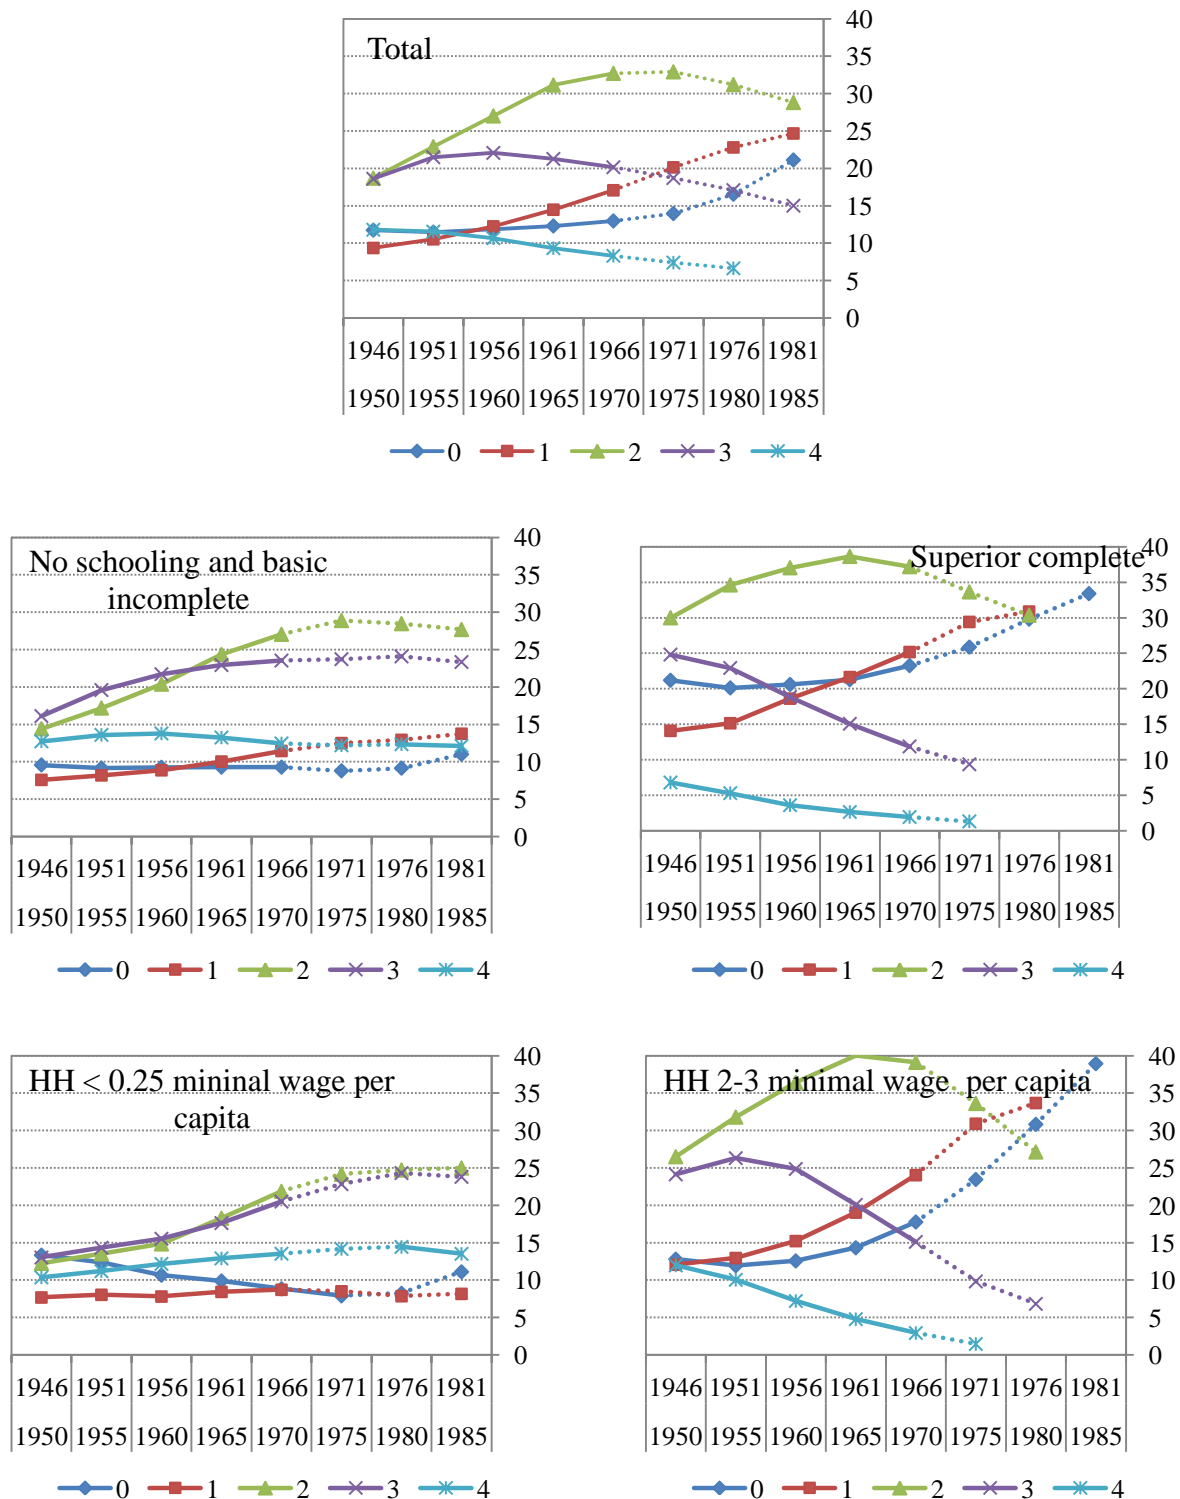 Total
40
35
30
25
20
15
10
5
0
1946 1951 1956 1961 1966 1971 1976 1981
1950 1955 1960 1965 1970 1975 1980 1985
0 1 2 3 4
No schooling and basic
incomplete
40
35
30
25
20
15
10
5
0
1946 1951 1956 1961 1966 1971 1976 1981
1950 1955 1960 1965 1970 1975 1980 1985
0 1 2 3 4
Superior complete
40
35
30
25
20
15
10
5
0
1946 1951 1956 1961 1966 1971 1976 1981
1950 1955 1960 1965 1970 1975 1980 1985
0 1 2 3 4
HH < 0.25 mininal wage per
capita
40
35
30
25
20
15
10
5
0
1946 1951 1956 1961 1966 1971 1976 1981
1950 1955 1960 1965 1970 1975 1980 1985
0 1 2 3 4
HH 2-3 minimal wage per capita
40
35
30
25
20
15
10
5
0
1946 1951 1956 1961 1966 1971 1976 1981
1950 1955 1960 1965 1970 1975 1980 1985
0 1 2 3 4